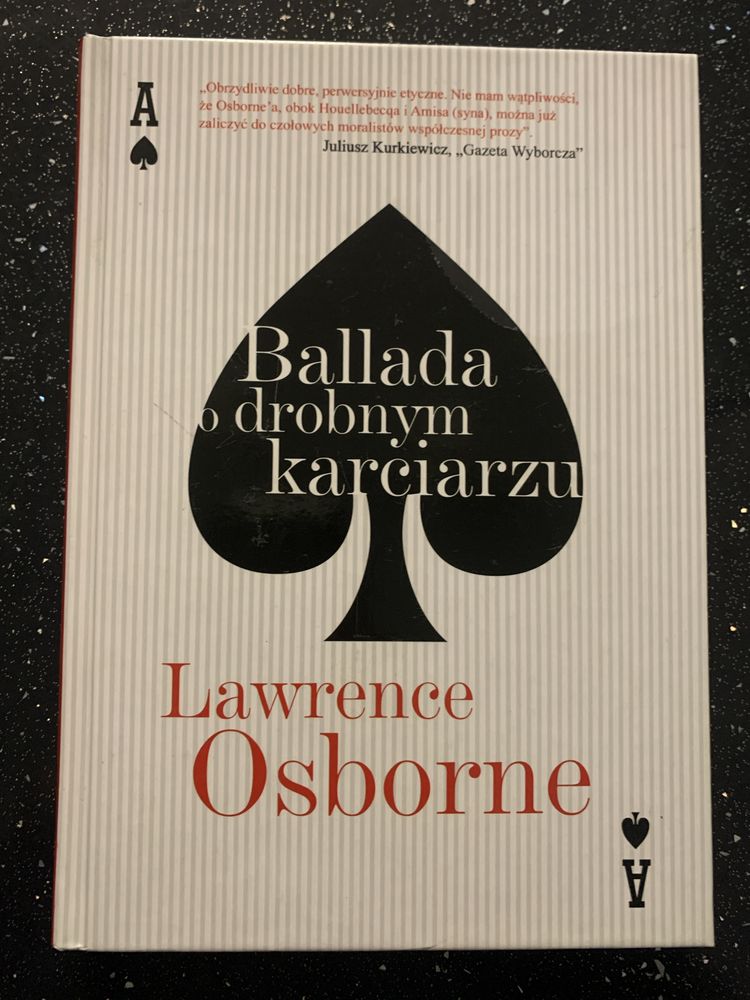 A
„Obrzydliwie dobre, perwersyjnie etyczne. Nie mam wątpliwości,
że Osborne'a, obok Houellebecqa i Amisa (syna), można już
zaliczyć do czołowych moralistów współczesnej prozy”.
Juliusz Kurkiewicz, „Gazeta Wyborcza”
Ballada
o drobnym
karciarzu
Lawrence
Osborne
A